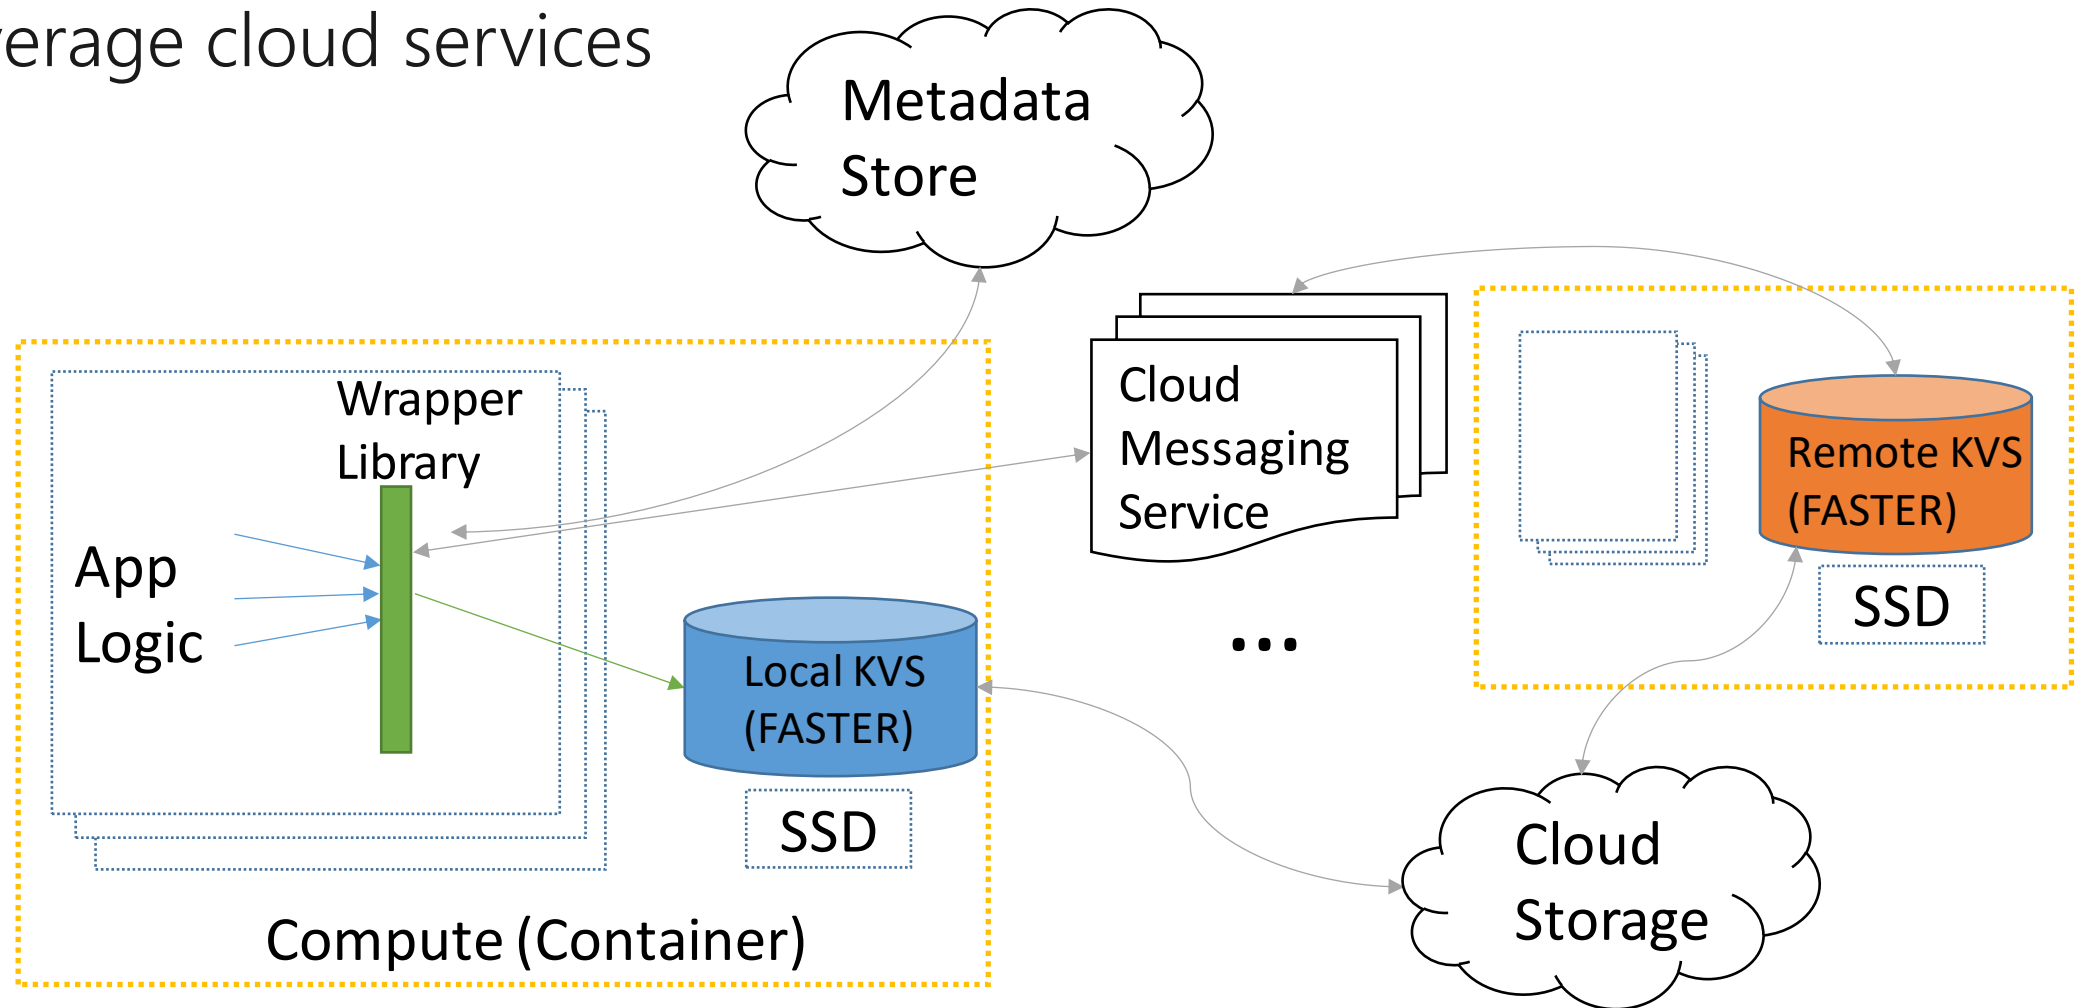 verage cloud services
Metadata
Store
Wrapper
Library
App
Logic
Local KVS
(FASTER)
SSD
Compute (Container)
Cloud
Messaging
Service
...
Remote KVS
(FASTER)
SSD
Cloud
Storage